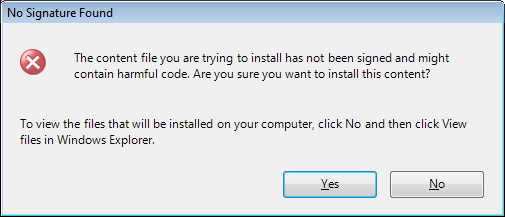 No Signature Found
The content file you are trying to install has not been signed and might
contain harmful code. Are you sure you want to install this content?
To view the files that will be installed on your computer, click No and then click View
files in Windows Explorer.
Yes
No